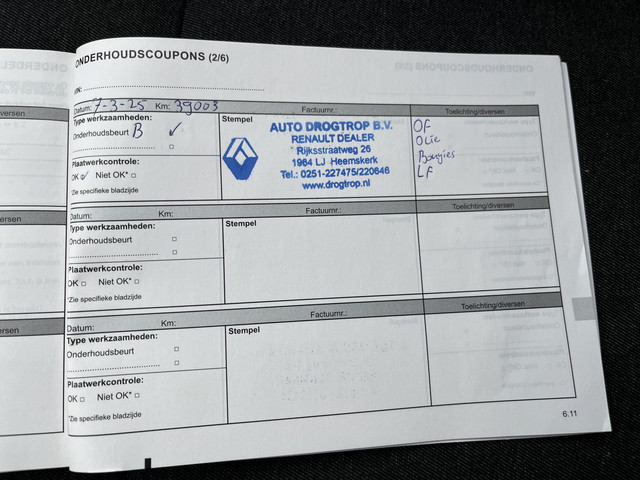 ONDERHOUDSCOUPONS (2/6)
Datum: 7-3-25 Km: 39003 Factuurnr.: Toelichting/diversen
Type werkzaamheden: Stempel
Onderhoudsbeurt B ✓
AUTO DROGTROP B.V.
RENAULT DEALER
Rijksstraatweg 26
1964 LJ Heemskerk
Tel.: 0251-227475/220646
www.drogtrop.nl
OF
Olie
Bougies
LF
Plaatwerkcontrole:
OK ✓ Niet OK* □
*Zie specifieke bladzijde
Datum: Km: Factuurnr.: Toelichting/diversen
Type werkzaamheden: Stempel
Onderhoudsbeurt □
□
Plaatwerkcontrole:
OK □ Niet OK* □
*Zie specifieke bladzijde
Datum: Km: Factuurnr.: Toelichting/diversen
Type werkzaamheden: Stempel
Onderhoudsbeurt □
□
Plaatwerkcontrole:
OK □ Niet OK* □
*Zie specifieke bladzijde
6.11